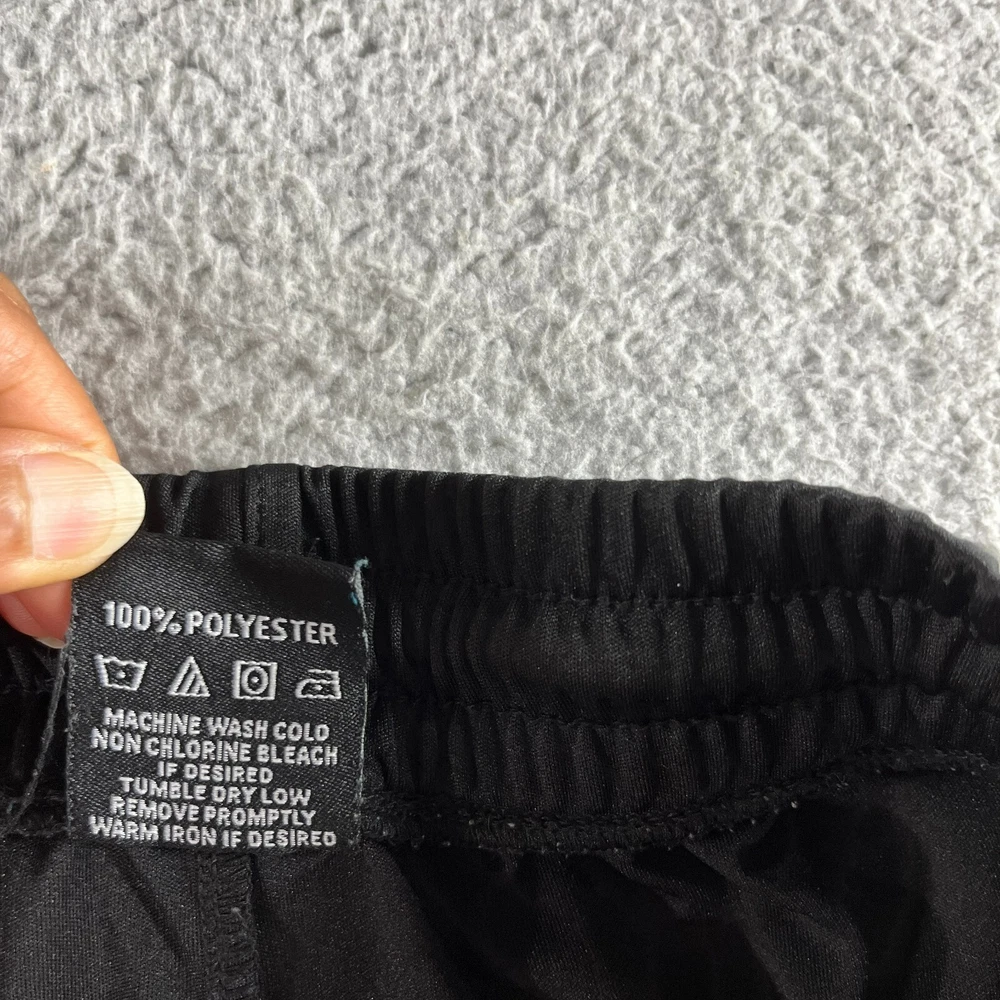 100% POLYESTER
MACHINE WASH COLD
NON CHLORINE BLEACH
IF DESIRED
TUMBLE DRY LOW
REMOVE PROMPTLY
WARM IRON IF DESIRED